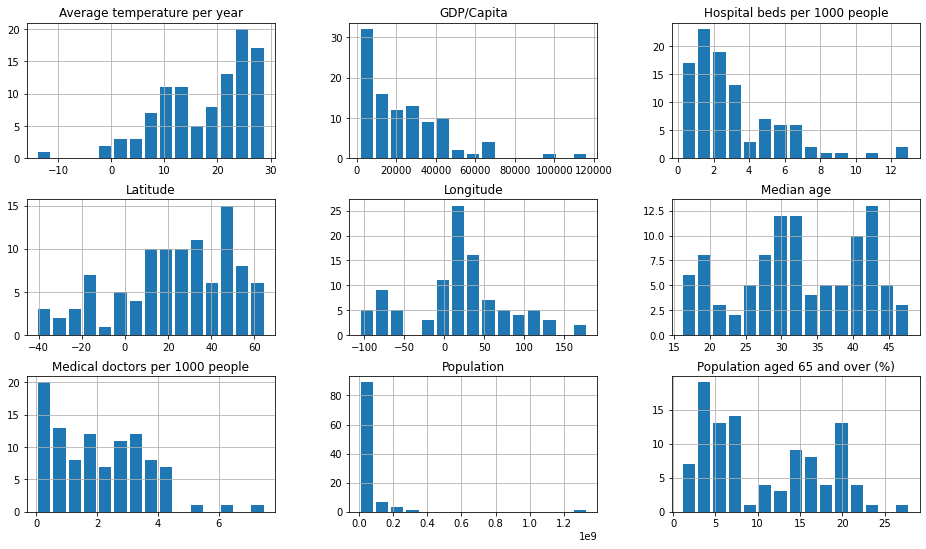 Average temperature per year
20
15
10
5
0
−10 0 10 20 30
GDP/Capita
30
20
10
0
0 20000 40000 60000 80000 100000 120000
Hospital beds per 1000 people
20
15
10
5
0
0 2 4 6 8 10 12
Latitude
15
10
5
0
−40 −20 0 20 40 60
Longitude
25
20
15
10
5
0
−100 −50 0 50 100 150
Median age
12.5
10.0
7.5
5.0
2.5
0.0
15 20 25 30 35 40 45
Medical doctors per 1000 people
20
15
10
5
0
0 2 4 6
Population
80
60
40
20
0
0.0 0.2 0.4 0.6 0.8 1.0 1.2
1e9
Population aged 65 and over (%)
15
10
5
0
0 5 10 15 20 25